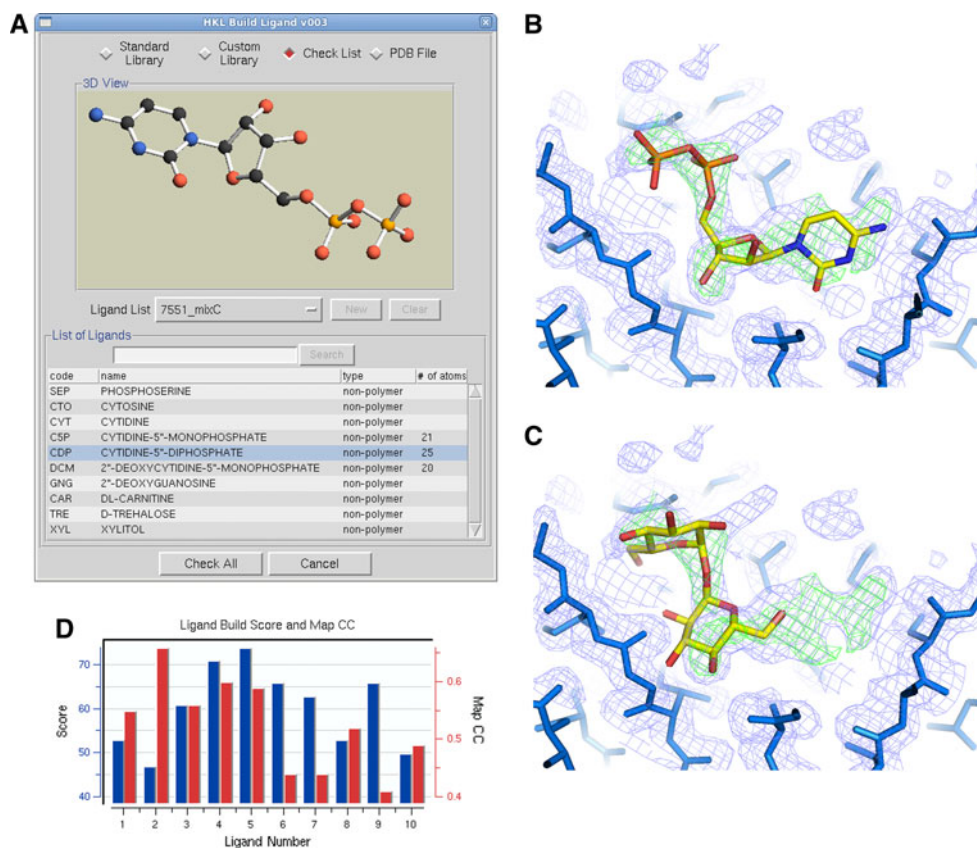 A
HKL Build Ligand v003
Standard Library
Custom Library
Check List
PDB File
3D View
Ligand List
7551_mixC
New
Clear
List of Ligands
Search
code name type # of atoms
SEP PHOSPHOSERINE non-polymer
CTO CYTOSINE non-polymer
CYT CYTIDINE non-polymer
C5P CYTIDINE-5"-MONOPHOSPHATE non-polymer 21
CDP CYTIDINE-5"-DIPHOSPHATE non-polymer 25
DCM 2"-DEOXYCYTIDINE-5"-MONOPHOSPHATE non-polymer 20
GNG 2"-DEOXYGUANOSINE non-polymer
CAR DL-CARNITINE non-polymer
TRE D-TREHALOSE non-polymer
XYL XYLITOL non-polymer
Check All
Cancel
B
C
D
Ligand Build Score and Map CC
70
60
50
40
Score
0.6
0.5
0.4
Map CC
1 2 3 4 5 6 7 8 9 10
Ligand Number